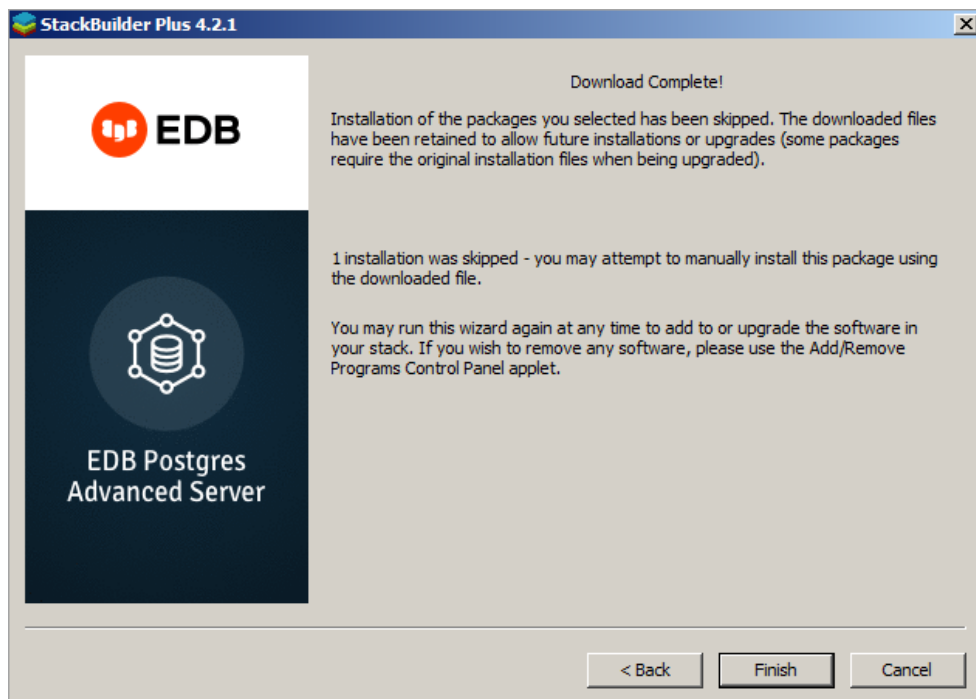 StackBuilder Plus 4.2.1
EDB
Download Complete!
Installation of the packages you selected has been skipped. The downloaded files
have been retained to allow future installations or upgrades (some packages
require the original installation files when being upgraded).
1 installation was skipped - you may attempt to manually install this package using
the downloaded file.
You may run this wizard again at any time to add to or upgrade the software in
your stack. If you wish to remove any software, please use the Add/Remove
Programs Control Panel applet.
EDB Postgres
Advanced Server
< Back
Finish
Cancel